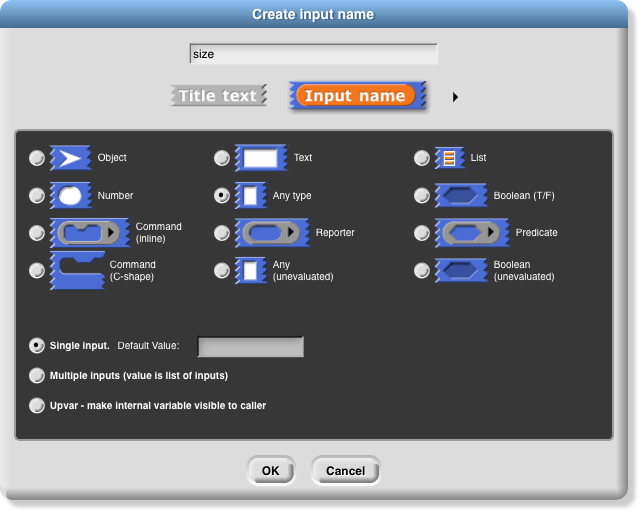 Create input name
size
Title text
Input name
Object
Text
List
Number
Any type
Boolean (T/F)
Command
(inline)
Reporter
Predicate
Command
(C-shape)
Any
(unevaluated)
Boolean
(unevaluated)
Single input. Default Value:
Multiple inputs (value is list of inputs)
Upvar - make internal variable visible to caller
OK
Cancel